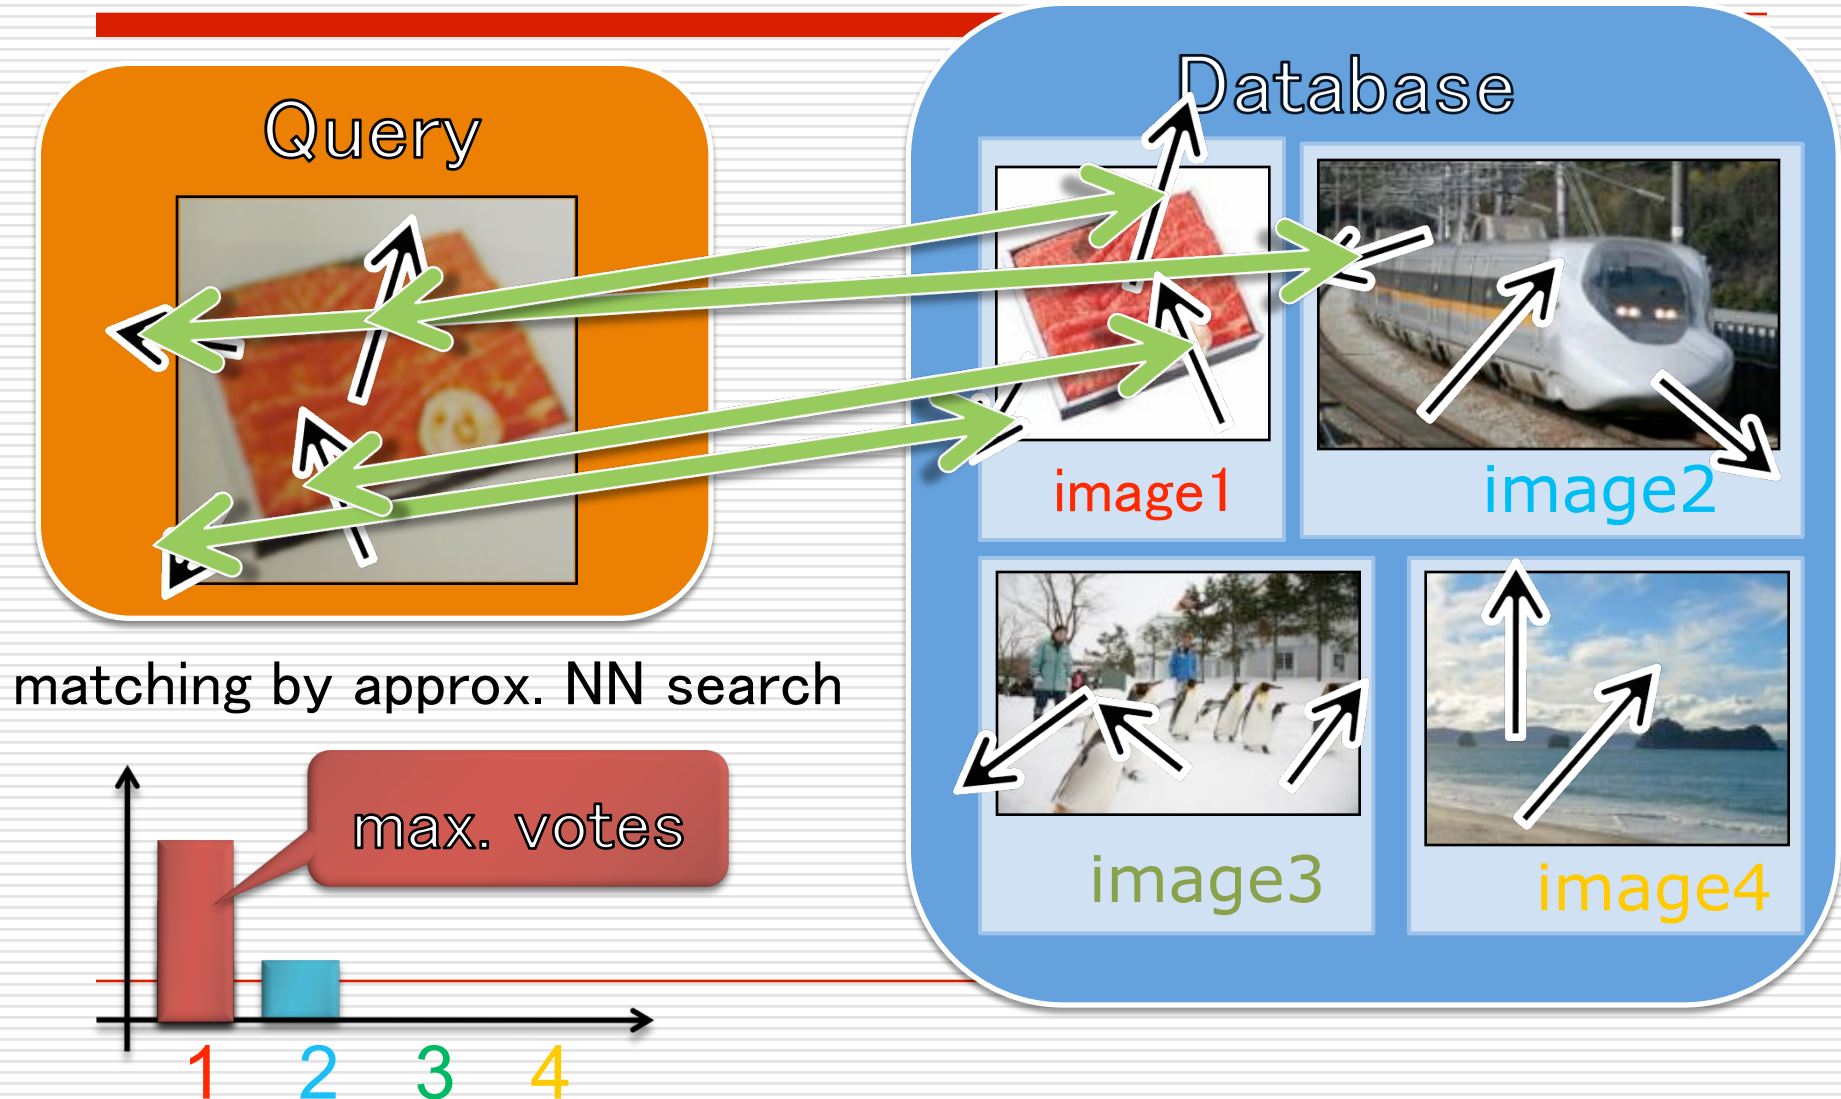 Query
Database
image1
image2
matching by approx. NN search
max. votes
image3
image4
1 2 3 4